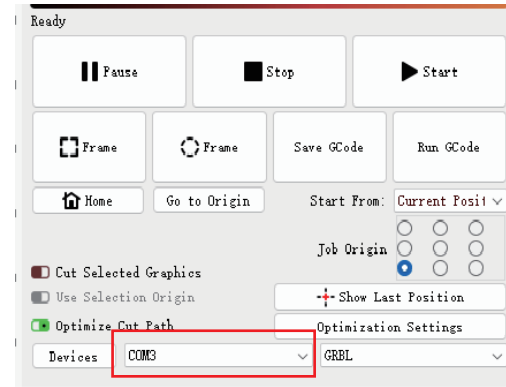 Ready
Pause Stop Start
Frame Frame Save GCode Run GCode
Home Go to Origin Start From: Current Posit
Job Origin
Cut Selected Graphics
Use Selection Origin Show Last Position
Optimize Cut Path Optimization Settings
Devices COM3 GRBL